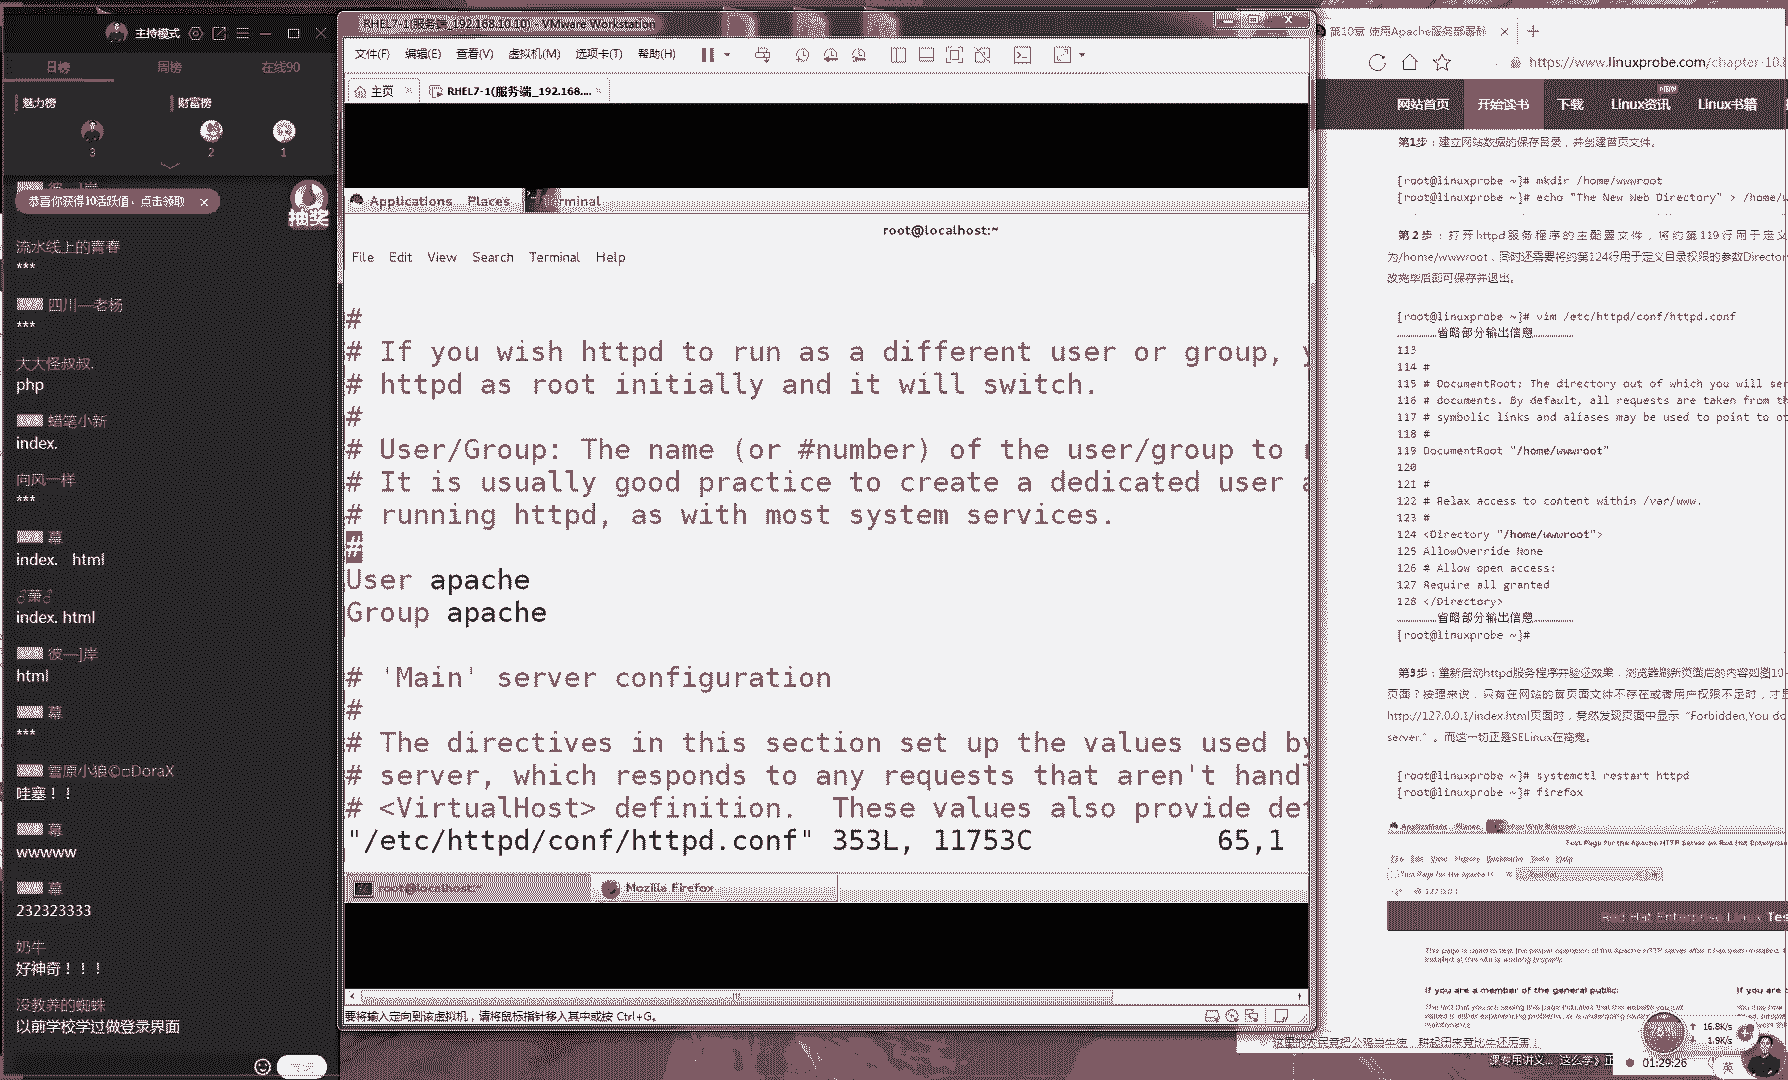 主持模式
日榜
周榜
在线90
魅力榜
财富榜
3
2
1
恭喜你获得10活跃值，点击领取
抽奖
流水线上的青春
***
四川—老杨
***
大大怪叔叔.
php
蜡笔小新
index.
向风一样
***
幕
index. html
♂萧♂
index. html
彼—]岸
html
幕
***
雪原小狼©□DoraX
哇塞！！
幕
wwwww
幕
232323333
奶牛
好神奇！！！
没教养的蜘蛛
以前学校学过做登录界面
RHEL7-1(服务端_192.168.10.10) - VMware Workstation
文件(F) 编辑(E) 查看(V) 虚拟机(M) 选项卡(T) 帮助(H)
主页
RHEL7-1(服务端_192.168....
Applications Places Terminal
root@localhost:~
File Edit View Search Terminal Help
#
# If you wish httpd to run as a different user or group, y
# httpd as root initially and it will switch.
#
# User/Group: The name (or #number) of the user/group to r
# It is usually good practice to create a dedicated user a
# running httpd, as with most system services.
#
User apache
Group apache
# 'Main' server configuration
#
# The directives in this section set up the values used by
# server, which responds to any requests that aren't handl
# <VirtualHost> definition. These values also provide def
"/etc/httpd/conf/httpd.conf" 353L, 11753C 65,1
root@localhost:~
Mozilla Firefox
要将输入定向到该虚拟机，请将鼠标指针移入其中或按 Ctrl+G。
第10章 使用Apache服务部署静
https://www.linuxprobe.com/chapter-10.
网站首页 开始读书 下载 Linux资讯 Linux书籍
第1步：建立网站数据的保存目录，并创建首页文件。
[root@linuxprobe ~]# mkdir /home/wwwroot
[root@linuxprobe ~]# echo "The New Web Directory" > /home/w
第2步：打开httpd服务程序的主配置文件，将约第119行用于定义
为/home/wwwroot，同时还需要将约第124行用于定义目录权限的参数Director
改完毕后即可保存并退出。
[root@linuxprobe ~]# vim /etc/httpd/conf/httpd.conf
………………省略部分输出信息………………
113
114 #
115 # DocumentRoot: The directory out of which you will ser
116 # documents. By default, all requests are taken from th
117 # symbolic links and aliases may be used to point to ot
118 #
119 DocumentRoot "/home/wwwroot"
120
121 #
122 # Relax access to content within /var/www.
123 #
124 <Directory "/home/wwwroot">
125 AllowOverride None
126 # Allow open access:
127 Require all granted
128 </Directory>
………………省略部分输出信息………………
[root@linuxprobe ~]#
第3步：重新启动httpd服务程序并验证效果，浏览器刷新页面后的内容如图10-
页面？按理来说，只有在网站的首页面文件不存在或者用户权限不足时，才显
http://127.0.0.1/index.html页面时，竟然发现页面中显示“Forbidden,You do
server.”。而这一切正是SELinux在捣鬼。
[root@linuxprobe ~]# systemctl restart httpd
[root@linuxprobe ~]# firefox
Red Hat Enterprise Linux Tes
If you are a member of the general public:
If you are
16.8K/s
1.9K/s
01:29:26
英